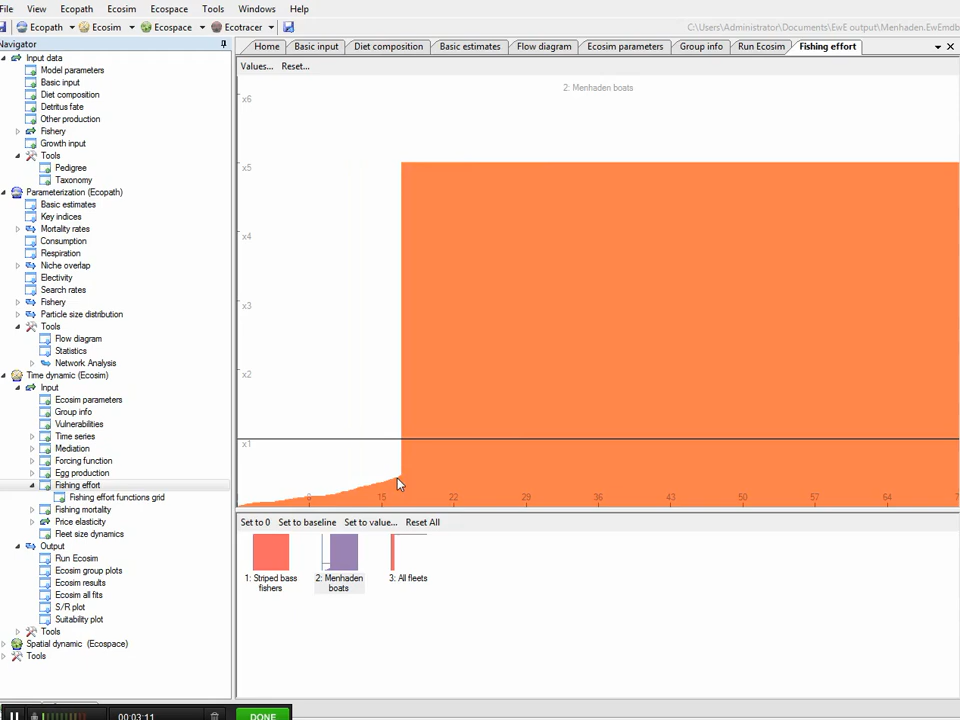 File View Ecopath Ecosim Ecospace Tools Windows Help
Ecopath Ecosim Ecospace Ecotracer
C:\Users\Administrator\Documents\EwE output\Menhaden.EwEmdb
Navigator
Home Basic input Diet composition Basic estimates Flow diagram Ecosim parameters Group info Run Ecosim Fishing effort
Input data
Model parameters
Basic input
Diet composition
Detritus fate
Other production
Fishery
Growth input
Tools
Pedigree
Taxonomy
Parameterization (Ecopath)
Basic estimates
Key indices
Mortality rates
Consumption
Respiration
Niche overlap
Electivity
Search rates
Fishery
Particle size distribution
Tools
Flow diagram
Statistics
Network Analysis
Time dynamic (Ecosim)
Input
Ecosim parameters
Group info
Vulnerabilities
Time series
Mediation
Forcing function
Egg production
Fishing effort
Fishing effort functions grid
Fishing mortality
Price elasticity
Fleet size dynamics
Output
Run Ecosim
Ecosim group plots
Ecosim results
Ecosim all fits
S/R plot
Suitability plot
Tools
Spatial dynamic (Ecospace)
Tools
Values... Reset...
2: Menhaden boats
x6
x5
x4
x3
x2
x1
8 15 22 29 36 43 50 57 64
Set to 0 Set to baseline Set to value... Reset All
1: Striped bass fishers
2: Menhaden boats
3: All fleets
00:03:11
DONE